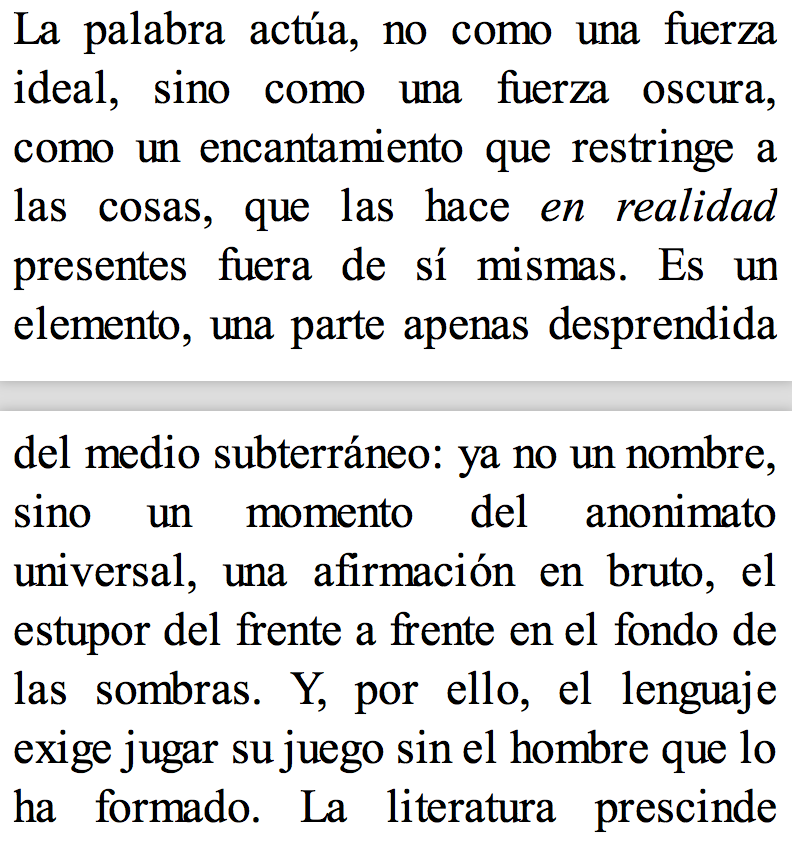 La palabra actúa, no como una fuerza
ideal, sino como una fuerza oscura,
como un encantamiento que restringe a
las cosas, que las hace en realidad
presentes fuera de sí mismas. Es un
elemento, una parte apenas desprendida
del medio subterráneo: ya no un nombre,
sino un momento del anonimato
universal, una afirmación en bruto, el
estupor del frente a frente en el fondo de
las sombras. Y, por ello, el lenguaje
exige jugar su juego sin el hombre que lo
ha formado. La literatura prescinde